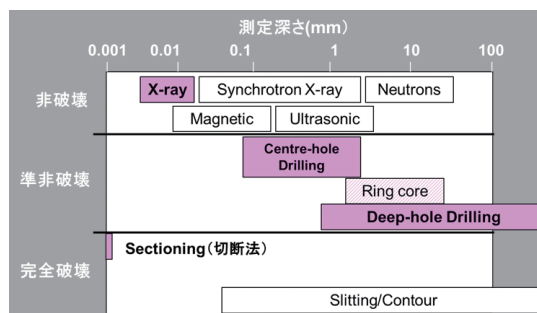 測定深さ(mm)
0.001 0.01 0.1 1 10 100
非破壊
X-ray Synchrotron X-ray Neutrons
Magnetic Ultrasonic
準非破壊
Centre-hole
Drilling
Ring core
Deep-hole Drilling
完全破壊
Sectioning(切断法)
Slitting/Contour